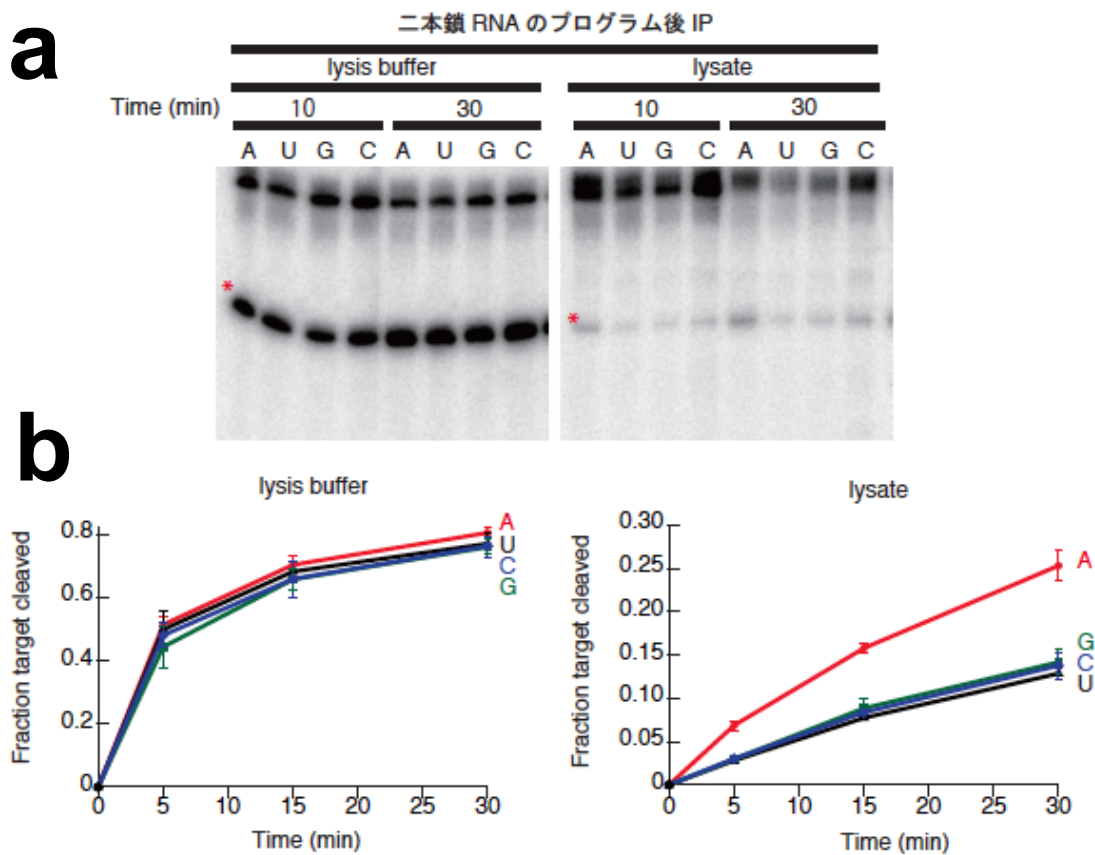 a
二本鎖 RNA のプログラム後 IP
lysis buffer lysate
Time (min) 10 30 10 30
A U G C A U G C A U G C A U G C
* *
b
lysis buffer
Fraction target cleaved
0.8
0.6
0.4
0.2
0
0 5 10 15 20 25 30
Time (min)
A
U
C
G
lysate
Fraction target cleaved
0.30
0.25
0.20
0.15
0.10
0.05
0
0 5 10 15 20 25 30
Time (min)
A
G
C
U